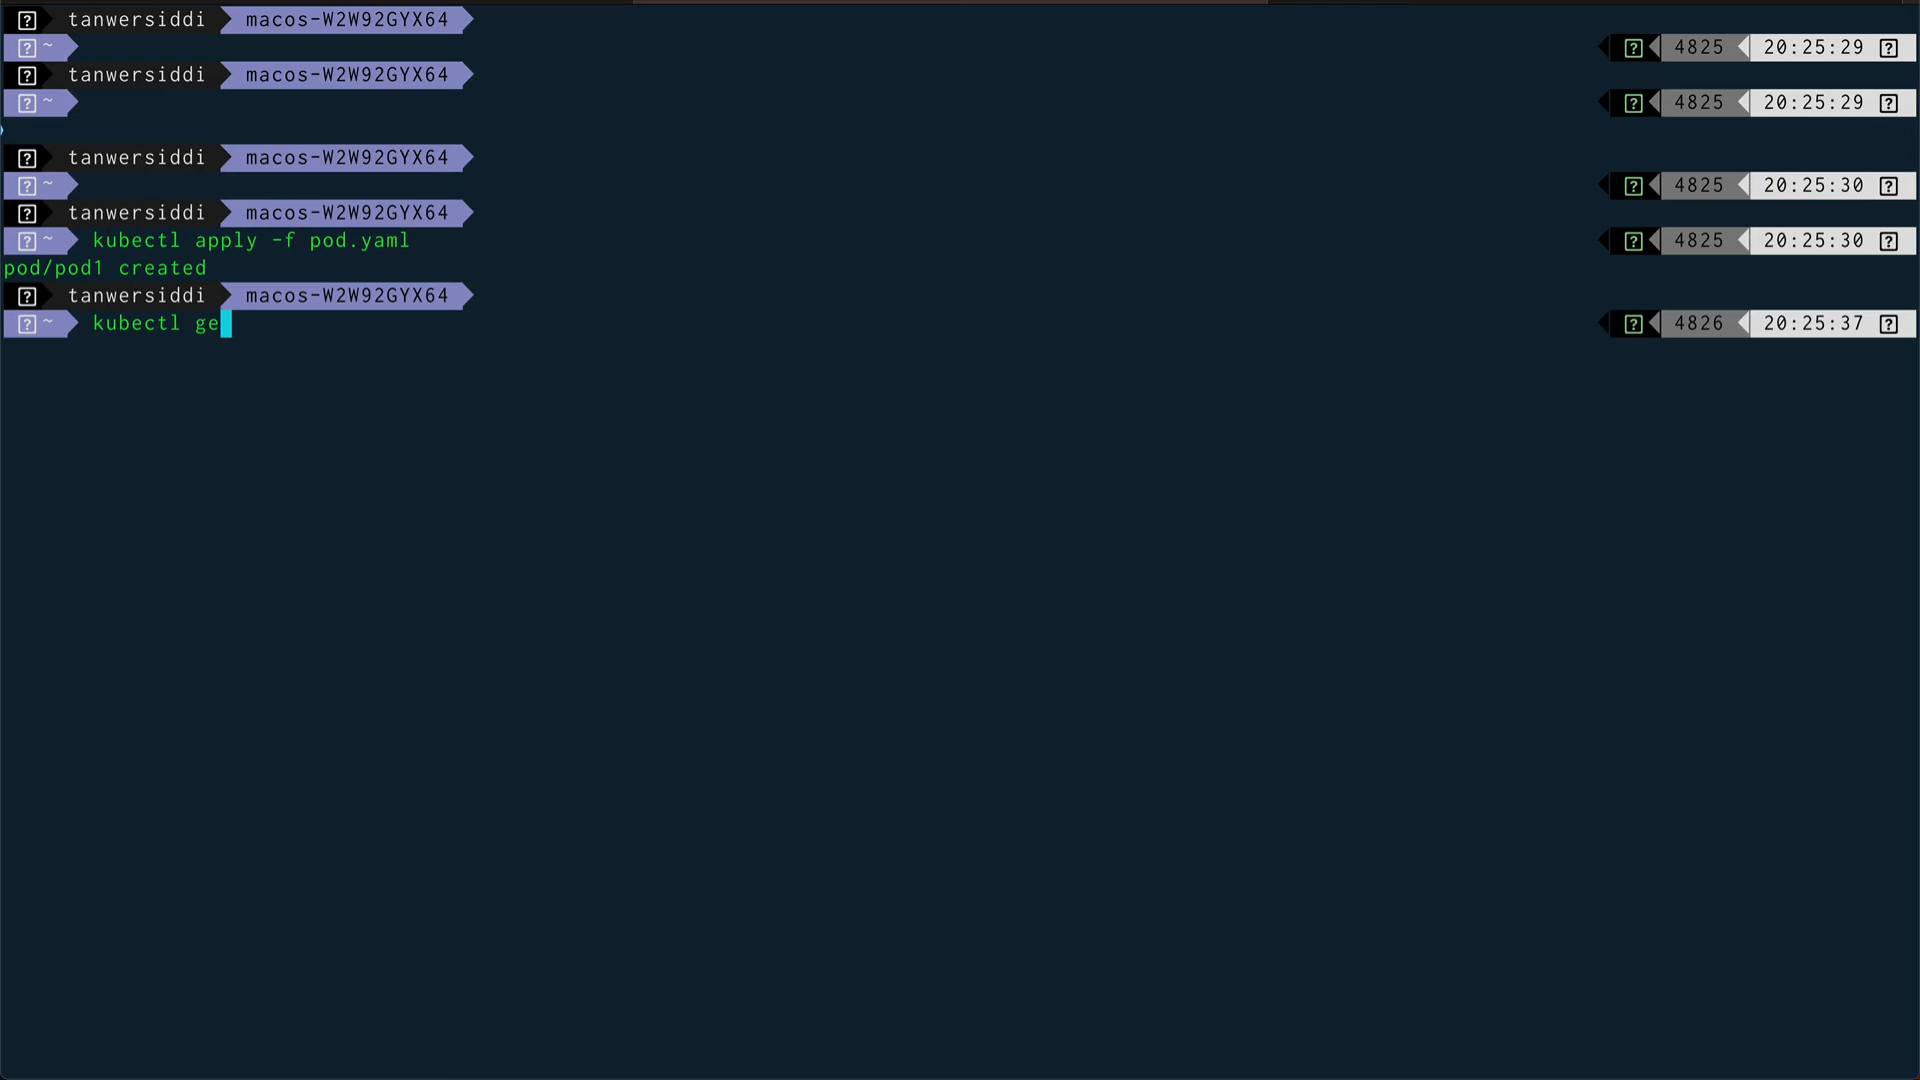 ? tanwersiddi macos-W2W92GYX64
? ~ ? 4825 20:25:29 ?
? tanwersiddi macos-W2W92GYX64
? ~ ? 4825 20:25:29 ?
? tanwersiddi macos-W2W92GYX64
? ~ ? 4825 20:25:30 ?
? tanwersiddi macos-W2W92GYX64
? ~ kubectl apply -f pod.yaml ? 4825 20:25:30 ?
pod/pod1 created
? tanwersiddi macos-W2W92GYX64
? ~ kubectl ge ? 4826 20:25:37 ?